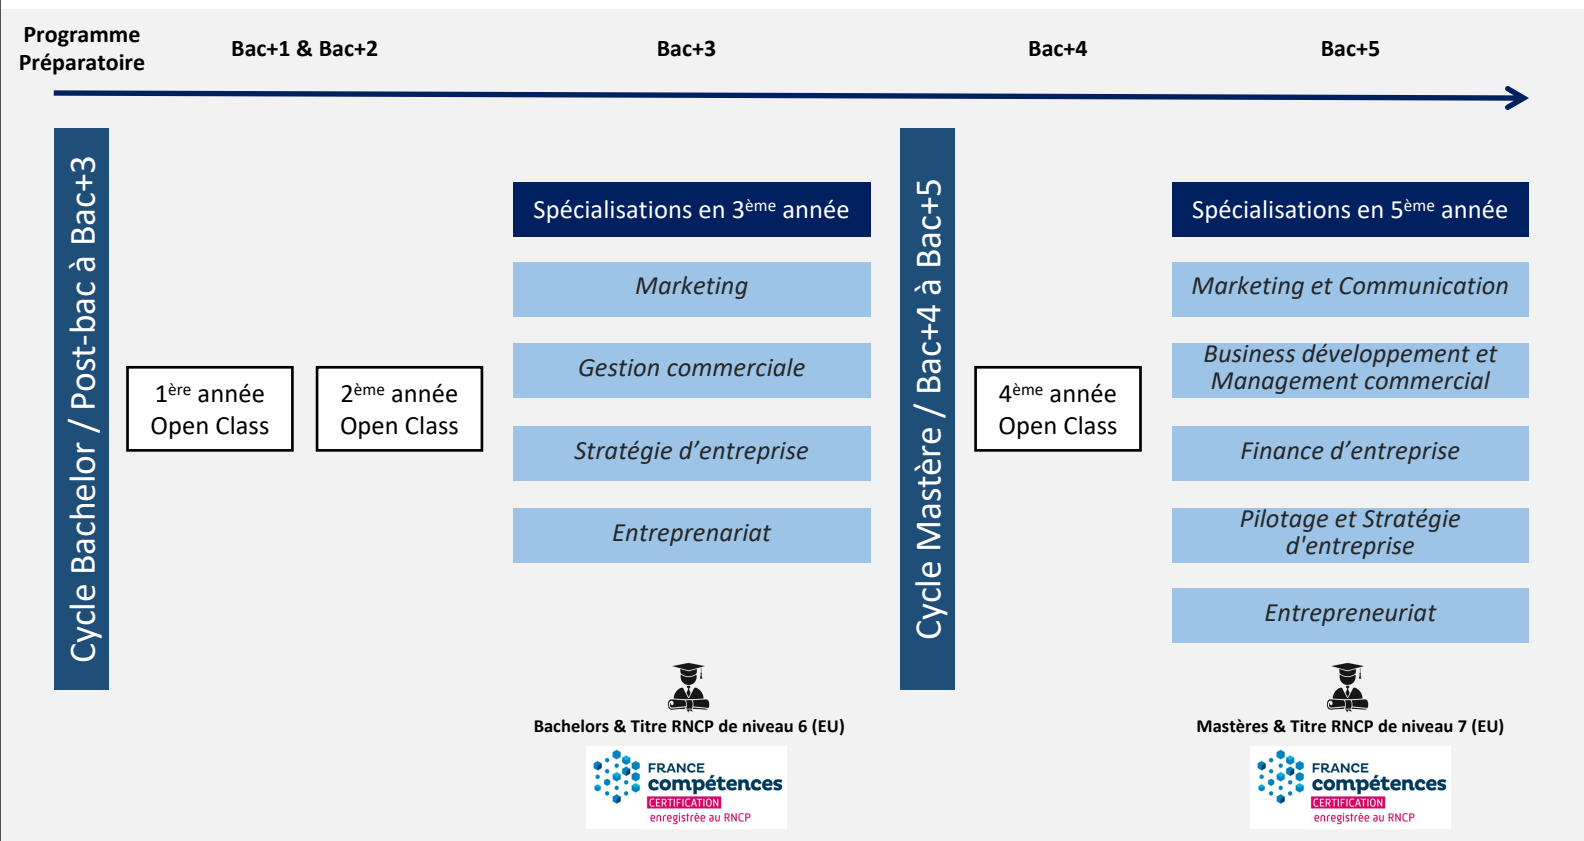 Programme
Préparatoire
Bac+1 & Bac+2
Bac+3
Bac+4
Bac+5
Cycle Bachelor / Post-bac à Bac+3
1ère année
Open Class
2ème année
Open Class
Spécialisations en 3ème année
Marketing
Gestion commerciale
Stratégie d’entreprise
Entreprenariat
Bachelors & Titre RNCP de niveau 6 (EU)
FRANCE
compétences
CERTIFICATION
enregistrée au RNCP
Cycle Mastère / Bac+4 à Bac+5
4ème année
Open Class
Spécialisations en 5ème année
Marketing et Communication
Business développement et
Management commercial
Finance d’entreprise
Pilotage et Stratégie
d'entreprise
Entrepreneuriat
Mastères & Titre RNCP de niveau 7 (EU)
FRANCE
compétences
CERTIFICATION
enregistrée au RNCP